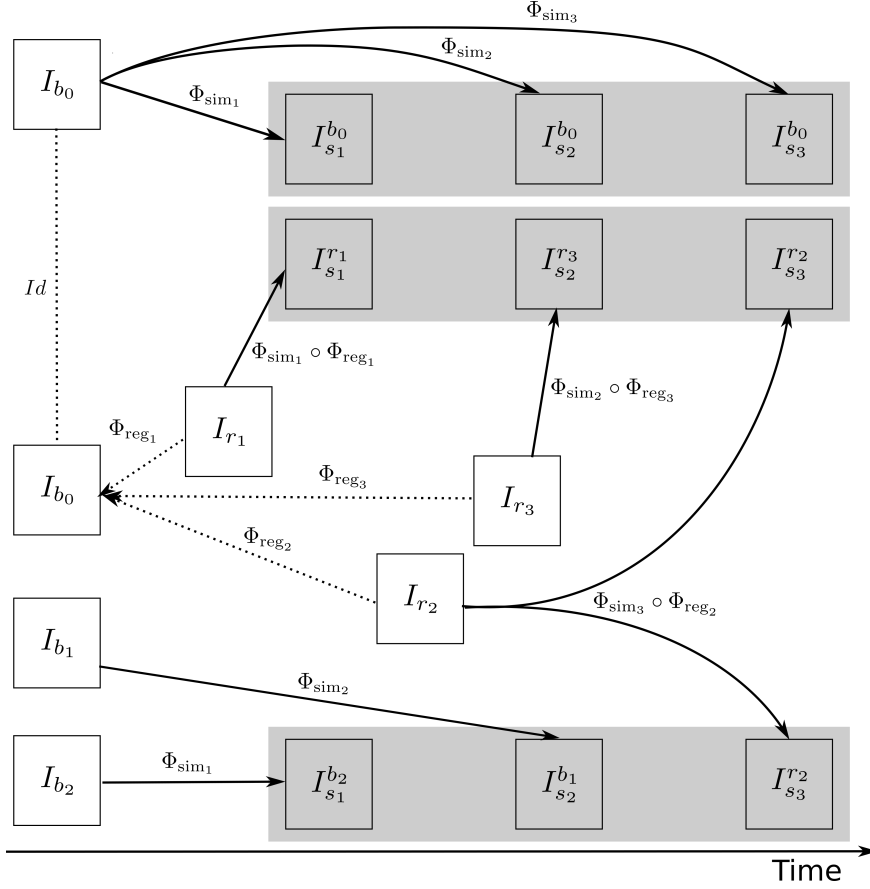 Φ_sim₃
Φ_sim₂
I_b₀
Φ_sim₁
I_s₁^b₀ I_s₂^b₀ I_s₃^b₀
I_s₁^r₁ I_s₂^r₃ I_s₃^r₂
Id
Φ_sim₁ ∘ Φ_reg₁
Φ_sim₂ ∘ Φ_reg₃
Φ_reg₁
I_r₁
Φ_reg₃
I_b₀
I_r₃
Φ_reg₂
I_r₂
Φ_sim₃ ∘ Φ_reg₂
I_b₁
Φ_sim₂
Φ_sim₁
I_b₂
I_s₁^b₂ I_s₂^b₁ I_s₃^r₂
Time